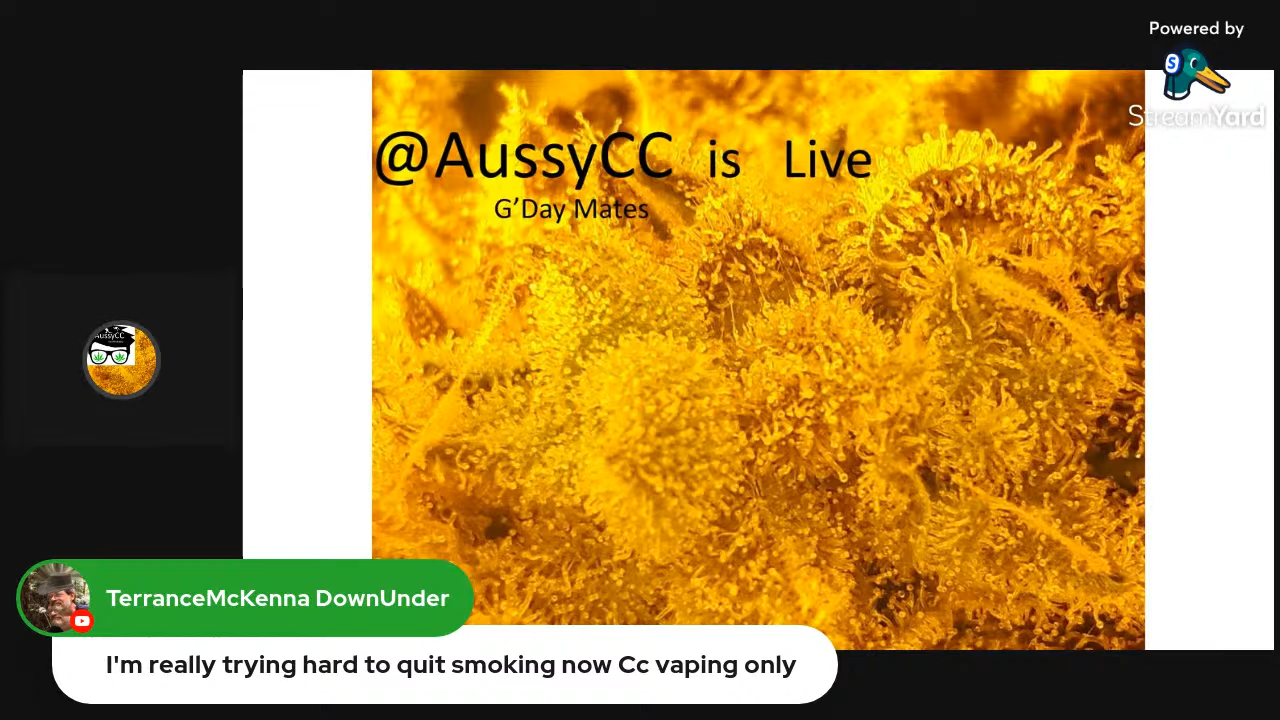 Powered by
StreamYard
@AussyCC is Live
G'Day Mates
AussyCC
TerranceMcKenna DownUnder
I'm really trying hard to quit smoking now Cc vaping only